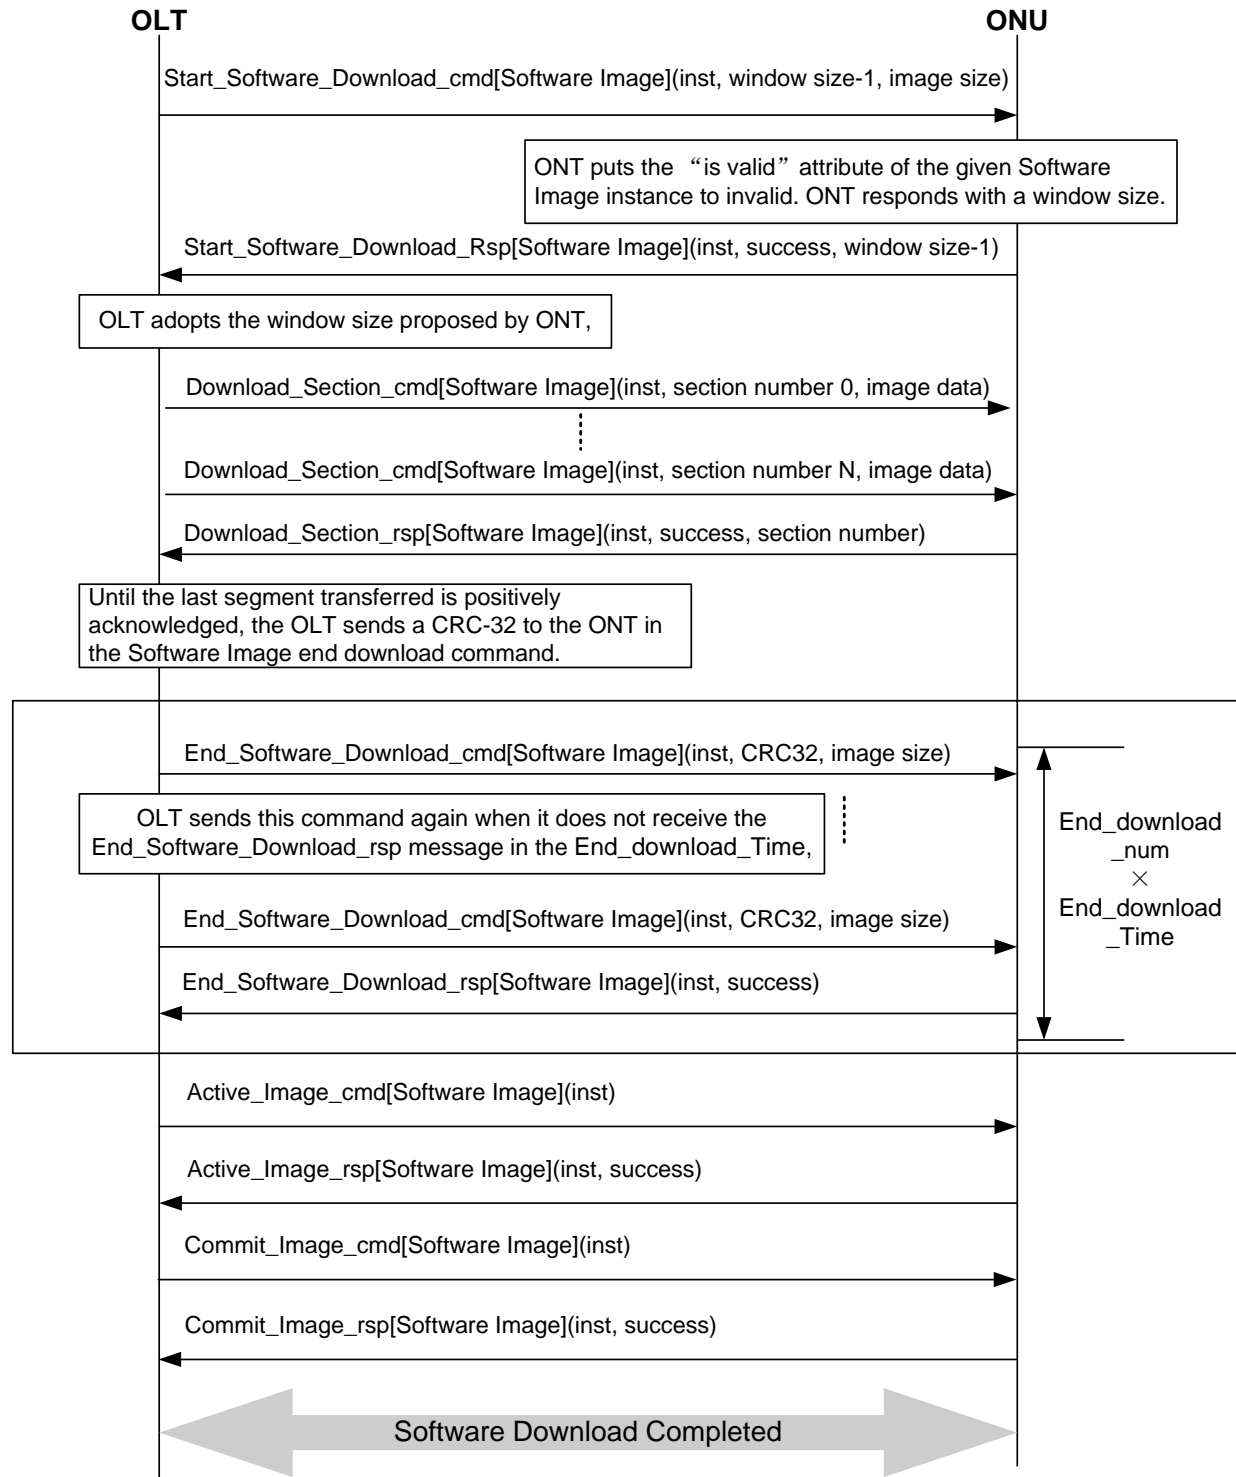 OLT
ONU
Start_Software_Download_cmd[Software Image](inst, window size-1, image size)
ONT puts the “is valid” attribute of the given Software
Image instance to invalid. ONT responds with a window size.
Start_Software_Download_Rsp[Software Image](inst, success, window size-1)
OLT adopts the window size proposed by ONT,
Download_Section_cmd[Software Image](inst, section number 0, image data)
Download_Section_cmd[Software Image](inst, section number N, image data)
Download_Section_rsp[Software Image](inst, success, section number)
Until the last segment transferred is positively
acknowledged, the OLT sends a CRC-32 to the ONT in
the Software Image end download command.
End_Software_Download_cmd[Software Image](inst, CRC32, image size)
OLT sends this command again when it does not receive the
End_Software_Download_rsp message in the End_download_Time,
End_download
_num
×
End_download
_Time
End_Software_Download_cmd[Software Image](inst, CRC32, image size)
End_Software_Download_rsp[Software Image](inst, success)
Active_Image_cmd[Software Image](inst)
Active_Image_rsp[Software Image](inst, success)
Commit_Image_cmd[Software Image](inst)
Commit_Image_rsp[Software Image](inst, success)
Software Download Completed